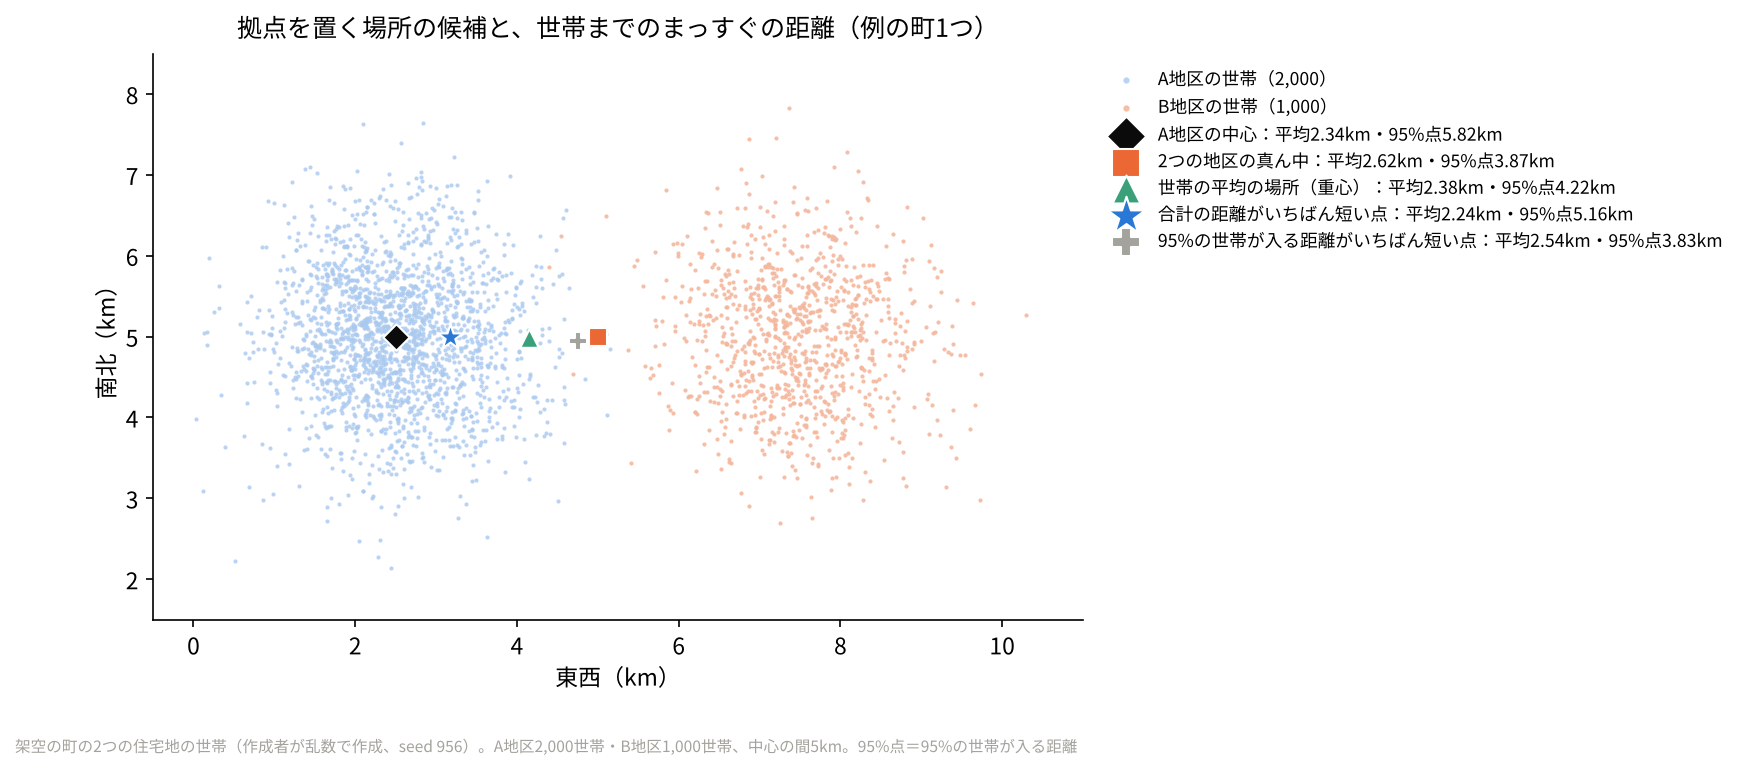 拠点を置く場所の候補と、世帯までのまっすぐの距離（例の町1つ）
A地区の世帯（2,000）
B地区の世帯（1,000）
A地区の中心：平均2.34km・95%点5.82km
2つの地区の真ん中：平均2.62km・95%点3.87km
世帯の平均の場所（重心）：平均2.38km・95%点4.22km
合計の距離がいちばん短い点：平均2.24km・95%点5.16km
95%の世帯が入る距離がいちばん短い点：平均2.54km・95%点3.83km
南北（km）
8
7
6
5
4
3
2
0 2 4 6 8 10
東西（km）
架空の町の2つの住宅地の世帯（作成者が乱数で作成、seed 956）。A地区2,000世帯・B地区1,000世帯、中心の間5km。95%点＝95%の世帯が入る距離